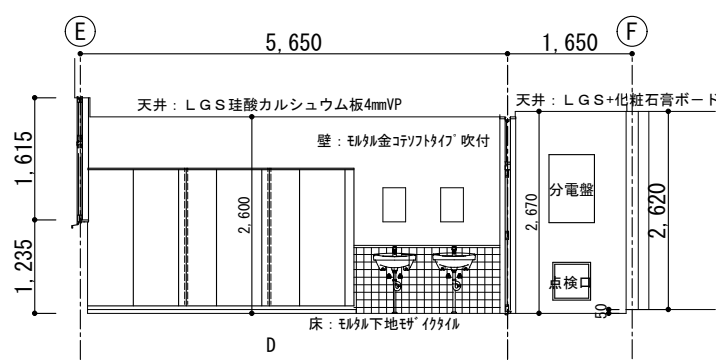 E
F
5,650
1,650
天井：ＬＧＳ珪酸カルシュウム板4mmVP
天井：ＬＧＳ+化粧石膏ボード
壁：ﾓﾙﾀﾙ金ｺﾃｿﾌﾄﾀｲﾌﾟ吹付
1,615
1,235
2,600
2,670
2,620
分電盤
点検口
50
床：ﾓﾙﾀﾙ下地ﾓｻﾞｲｸﾀｲﾙ
D